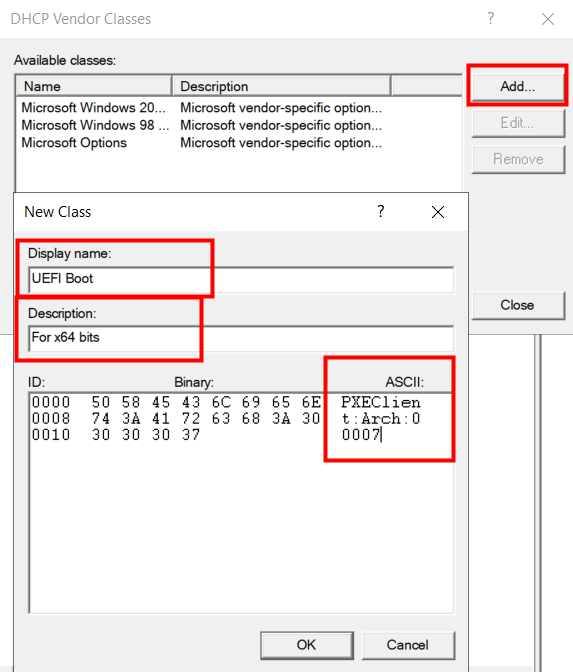 DHCP Vendor Classes ?
Available classes:
Name Description
Microsoft Windows 20... Microsoft vendor-specific option...
Microsoft Windows 98 ... Microsoft vendor-specific option...
Microsoft Options Microsoft vendor-specific option...
Add...
Edit...
Remove
New Class ?
Display name:
UEFI Boot
Description:
For x64 bits
Close
ID: Binary: ASCII:
0000 50 58 45 43 6C 69 65 6E PXEClien
0008 74 3A 41 72 63 68 3A 30 t:Arch:0
0010 30 30 30 37 0007
OK Cancel